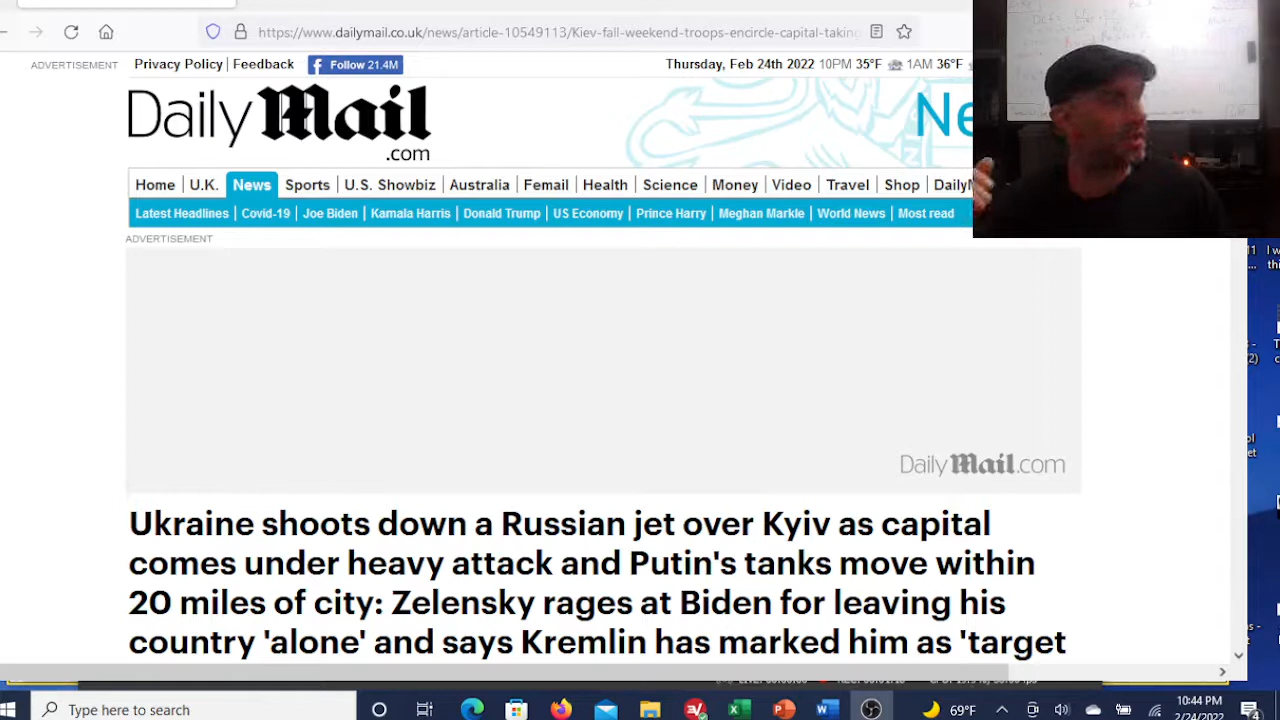 https://www.dailymail.co.uk/news/article-10549113/Kiev-fall-weekend-troops-encircle-capital-taking
ADVERTISEMENT
Privacy Policy | Feedback
Follow 21.4M
Thursday, Feb 24th 2022 10PM 35°F 1AM 36°F
Daily Mail
.com
Ne
Home U.K. News Sports U.S. Showbiz Australia Femail Health Science Money Video Travel Shop DailyM
Latest Headlines | Covid-19 | Joe Biden | Kamala Harris | Donald Trump | US Economy | Prince Harry | Meghan Markle | World News | Most read
ADVERTISEMENT
Daily Mail.com
Ukraine shoots down a Russian jet over Kyiv as capital
comes under heavy attack and Putin's tanks move within
20 miles of city: Zelensky rages at Biden for leaving his
country 'alone' and says Kremlin has marked him as 'target
Type here to search
69°F
10:44 PM
2/24/2022
4